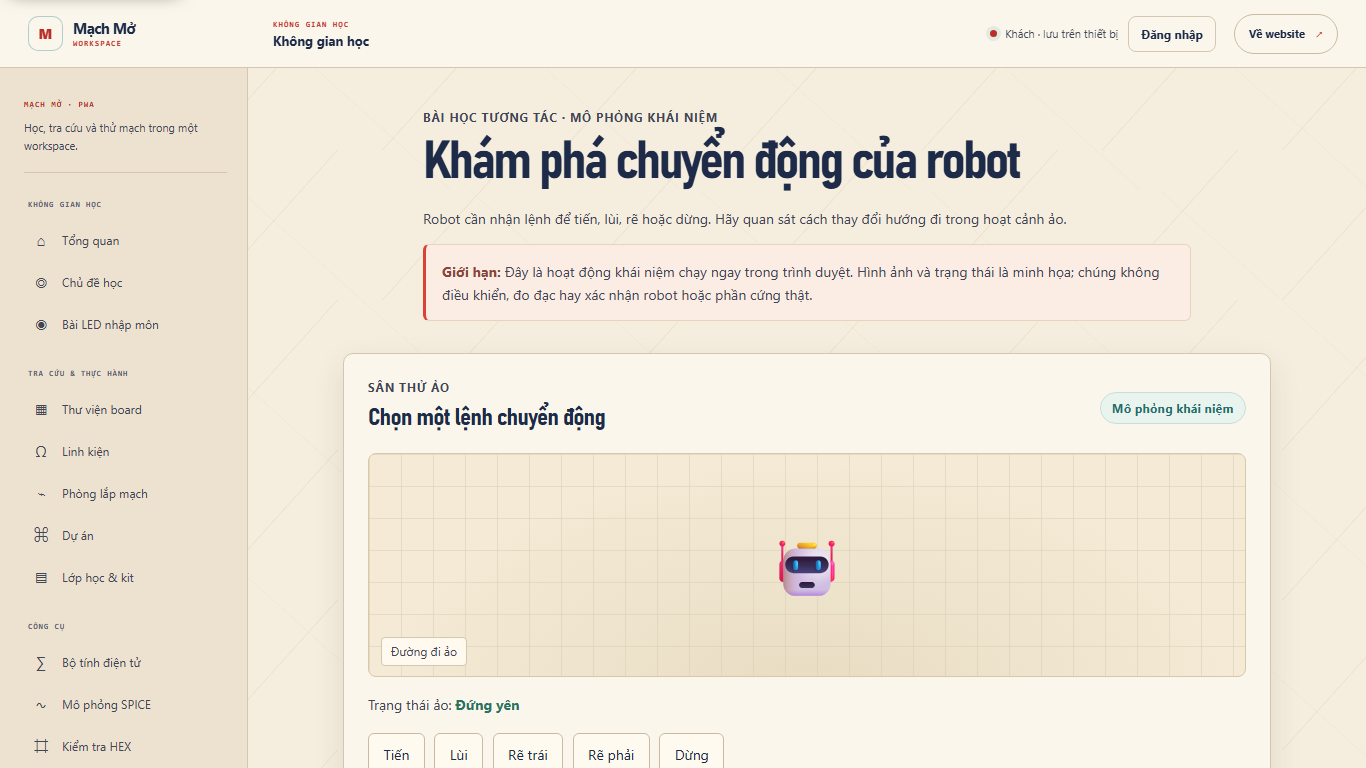 M
Mạch Mở
WORKSPACE
KHÔNG GIAN HỌC
Không gian học
Khách · lưu trên thiết bị
Đăng nhập
Về website ↗
MẠCH MỞ · PWA
Học, tra cứu và thử mạch trong một
workspace.
KHÔNG GIAN HỌC
Tổng quan
Chủ đề học
Bài LED nhập môn
TRA CỨU & THỰC HÀNH
Thư viện board
Linh kiện
Phòng lắp mạch
Dự án
Lớp học & kit
CÔNG CỤ
Bộ tính điện tử
Mô phỏng SPICE
Kiểm tra HEX
BÀI HỌC TƯƠNG TÁC · MÔ PHỎNG KHÁI NIỆM
Khám phá chuyển động của robot
Robot cần nhận lệnh để tiến, lùi, rẽ hoặc dừng. Hãy quan sát cách thay đổi hướng đi trong hoạt cảnh ảo.
Giới hạn: Đây là hoạt động khái niệm chạy ngay trong trình duyệt. Hình ảnh và trạng thái là minh họa; chúng không
điều khiển, đo đạc hay xác nhận robot hoặc phần cứng thật.
SÂN THỬ ẢO
Chọn một lệnh chuyển động
Mô phỏng khái niệm
Đường đi ảo
Trạng thái ảo: Đứng yên
Tiến
Lùi
Rẽ trái
Rẽ phải
Dừng